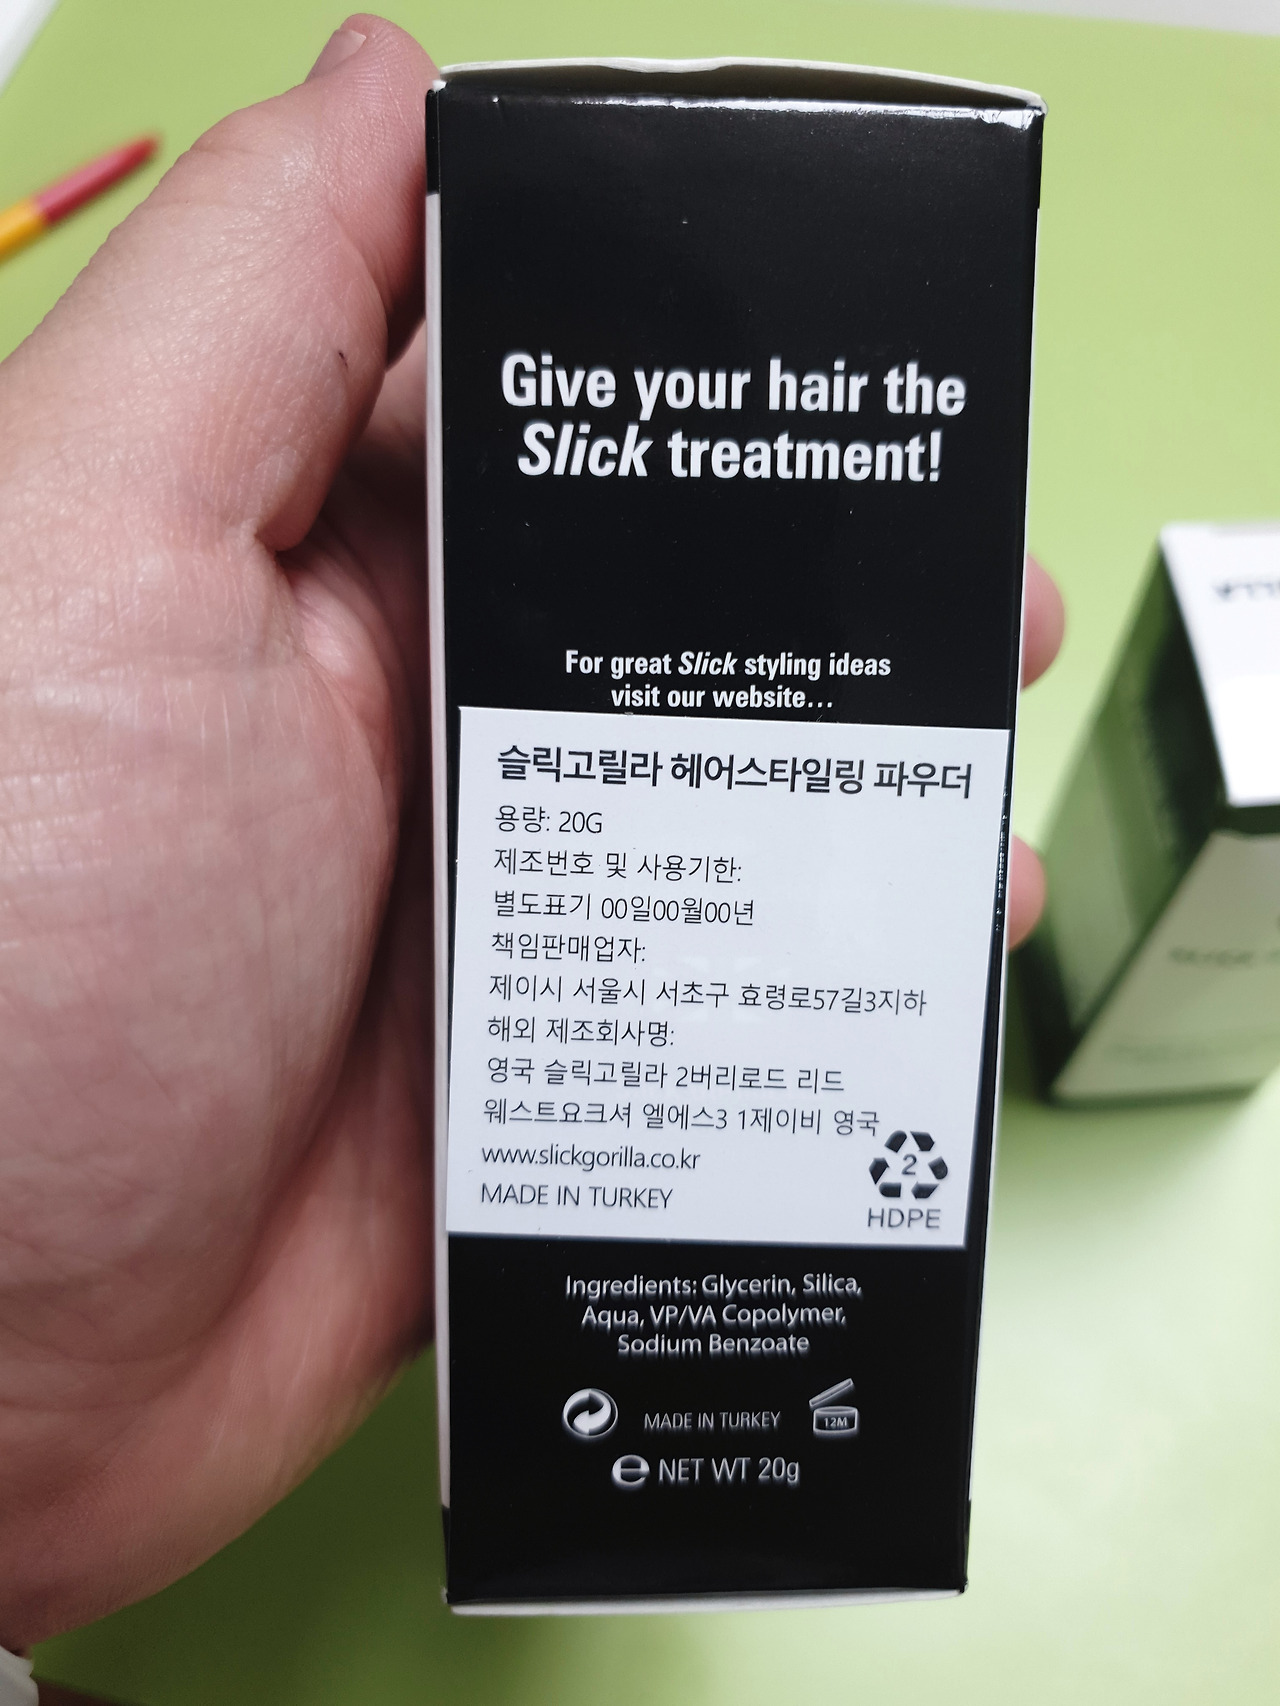 Give your hair the
Slick treatment!
For great Slick styling ideas
visit our website...
슬릭고릴라 헤어스타일링 파우더
용량: 20G
제조번호 및 사용기한:
별도표기 00일00월00년
책임판매업자:
제이시 서울시 서초구 효령로57길3지하
해외 제조회사명:
영국 슬릭고릴라 2버리로드 리드
웨스트요크셔 엘에스3 1제이비 영국
www.slickgorilla.co.kr
MADE IN TURKEY
2
HDPE
Ingredients: Glycerin, Silica,
Aqua, VP/VA Copolymer,
Sodium Benzoate
MADE IN TURKEY
12M
e NET WT 20g